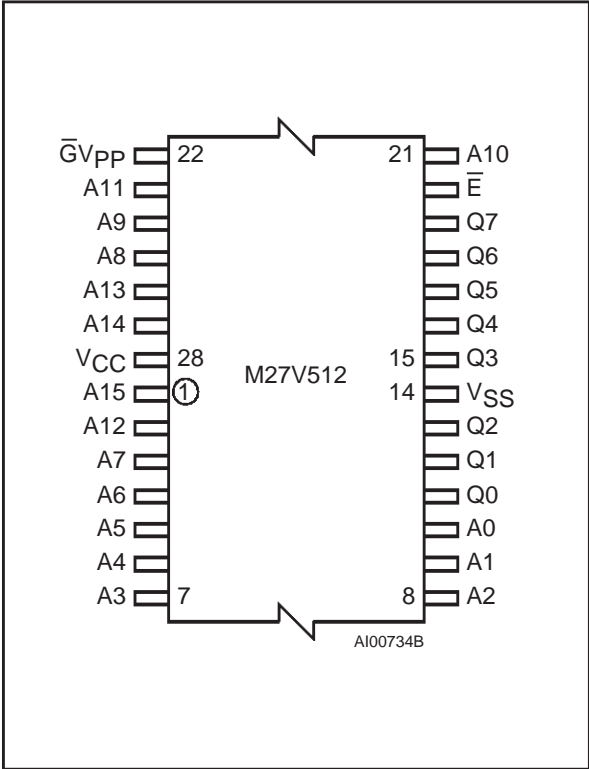 G̅VPP 22 21 A10
A11 E̅
A9 Q7
A8 Q6
A13 Q5
A14 Q4
VCC 28 15 Q3
M27V512
A15 1 14 VSS
A12 Q2
A7 Q1
A6 Q0
A5 A0
A4 A1
A3 7 8 A2
AI00734B